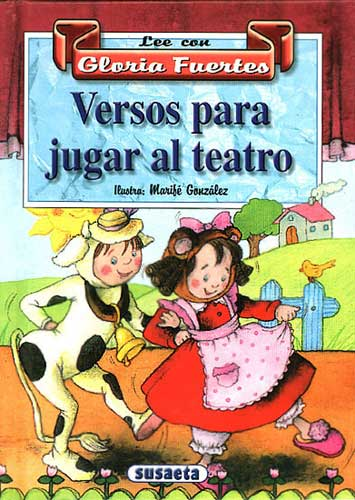 Lee con
Gloria Fuertes
Versos para
jugar al teatro
Ilustra: Marifé González
susaeta